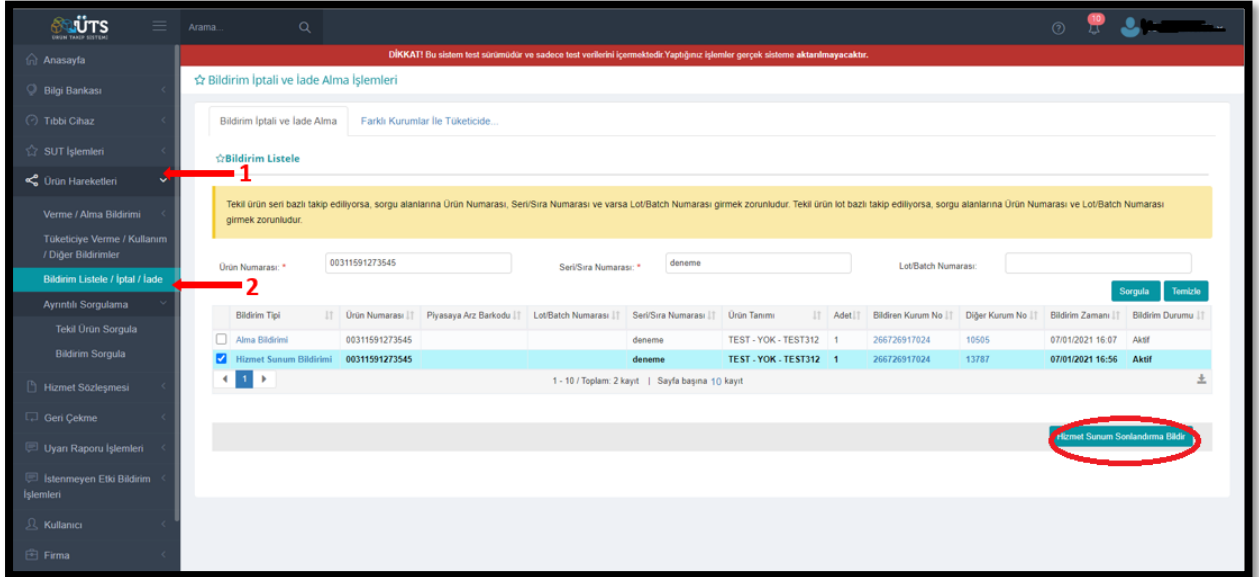 ÜTS
ÜRÜN TAKİP SİSTEMİ
Arama...
10
DİKKAT! Bu sistem test sürümüdür ve sadece test verilerini içermektedir.Yaptığınız işlemler gerçek sisteme aktarılmayacaktır.
Anasayfa
Bilgi Bankası
Tıbbi Cihaz
SUT İşlemleri
Ürün Hareketleri
1
Verme / Alma Bildirimi
Tüketiciye Verme / Kullanım
/ Diğer Bildirimler
Bildirim Listele / İptal / İade
2
Ayrıntılı Sorgulama
Tekil Ürün Sorgula
Bildirim Sorgula
Hizmet Sözleşmesi
Geri Çekme
Uyarı Raporu İşlemleri
İstenmeyen Etki Bildirim
İşlemleri
Kullanıcı
Firma
Bildirim İptali ve İade Alma İşlemleri
Bildirim İptali ve İade Alma Farklı Kurumlar İle Tüketicide...
Bildirim Listele
Tekil ürün seri bazlı takip ediliyorsa, sorgu alanlarına Ürün Numarası, Seri/Sıra Numarası ve varsa Lot/Batch Numarası girmek zorunludur. Tekil ürün lot bazlı takip ediliyorsa, sorgu alanlarına Ürün Numarası ve Lot/Batch Numarası
girmek zorunludur.
Ürün Numarası: * 00311591273545 Seri/Sıra Numarası: * deneme Lot/Batch Numarası:
Sorgula Temizle
Bildirim Tipi Ürün Numarası Piyasaya Arz Barkodu Lot/Batch Numarası Seri/Sıra Numarası Ürün Tanımı Adet Bildiren Kurum No Diğer Kurum No Bildirim Zamanı Bildirim Durumu
Alma Bildirimi 00311591273545 deneme TEST - YOK - TEST312 1 266726917024 10505 07/01/2021 16:07 Aktif
Hizmet Sunum Bildirimi 00311591273545 deneme TEST - YOK - TEST312 1 266726917024 13787 07/01/2021 16:56 Aktif
1 1 - 10 / Toplam: 2 kayıt | Sayfa başına 10 kayıt
Hizmet Sunum Sonlandırma Bildir